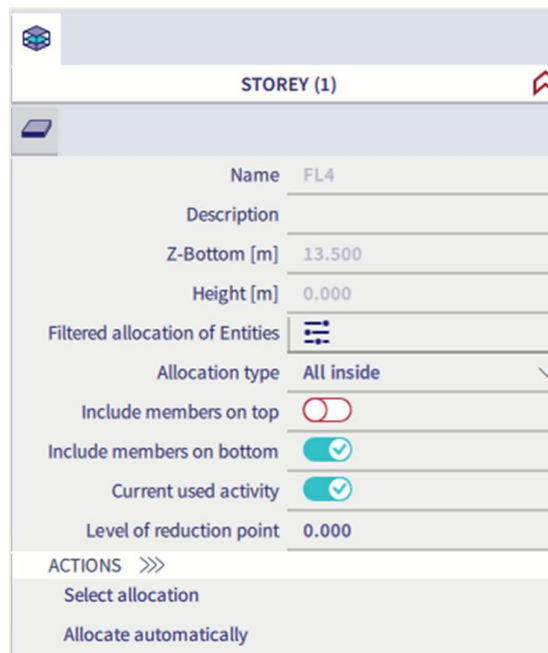 STOREY (1)
Name FL4
Description
Z-Bottom [m] 13.500
Height [m] 0.000
Filtered allocation of Entities
Allocation type All inside
Include members on top
Include members on bottom
Current used activity
Level of reduction point 0.000
ACTIONS >>>
Select allocation
Allocate automatically